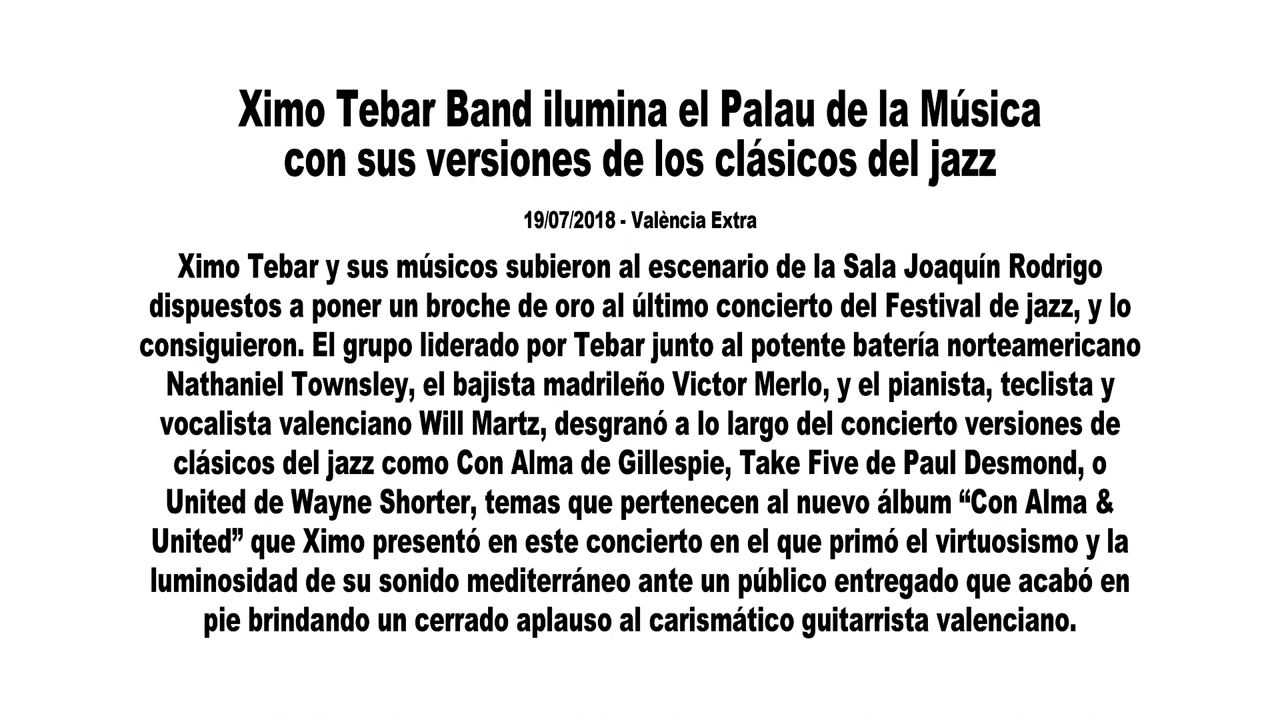 Ximo Tebar Band ilumina el Palau de la Música
con sus versiones de los clásicos del jazz
19/07/2018 - València Extra
Ximo Tebar y sus músicos subieron al escenario de la Sala Joaquín Rodrigo
dispuestos a poner un broche de oro al último concierto del Festival de jazz, y lo
consiguieron. El grupo liderado por Tebar junto al potente batería norteamericano
Nathaniel Townsley, el bajista madrileño Victor Merlo, y el pianista, teclista y
vocalista valenciano Will Martz, desgranó a lo largo del concierto versiones de
clásicos del jazz como Con Alma de Gillespie, Take Five de Paul Desmond, o
United de Wayne Shorter, temas que pertenecen al nuevo álbum “Con Alma &
United” que Ximo presentó en este concierto en el que primó el virtuosismo y la
luminosidad de su sonido mediterráneo ante un público entregado que acabó en
pie brindando un cerrado aplauso al carismático guitarrista valenciano.